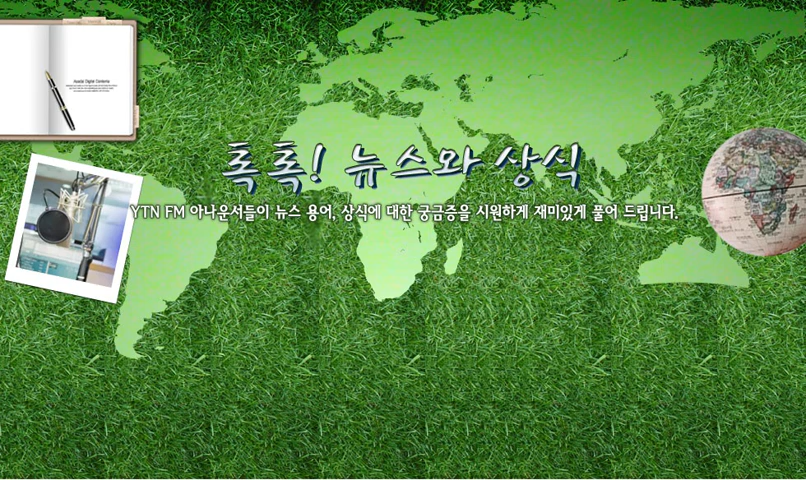 톡톡! 뉴스와 상식
YTN FM 아나운서들이 뉴스 용어, 상식에 대한 궁금증을 시원하게 재미있게 풀어 드립니다.